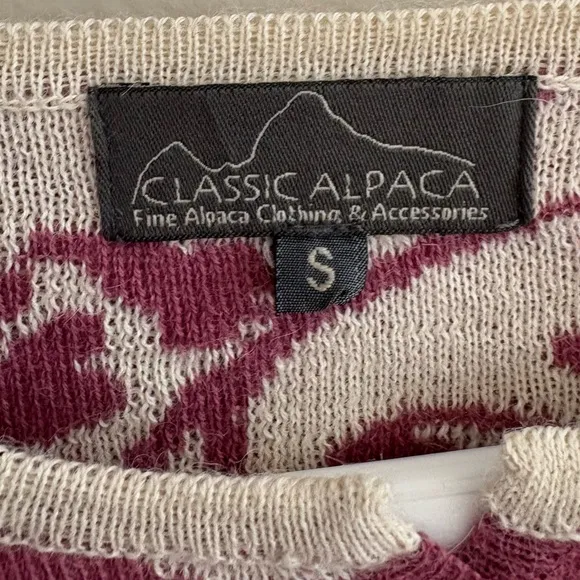 CLASSIC ALPACA
Fine Alpaca Clothing & Accessories
S